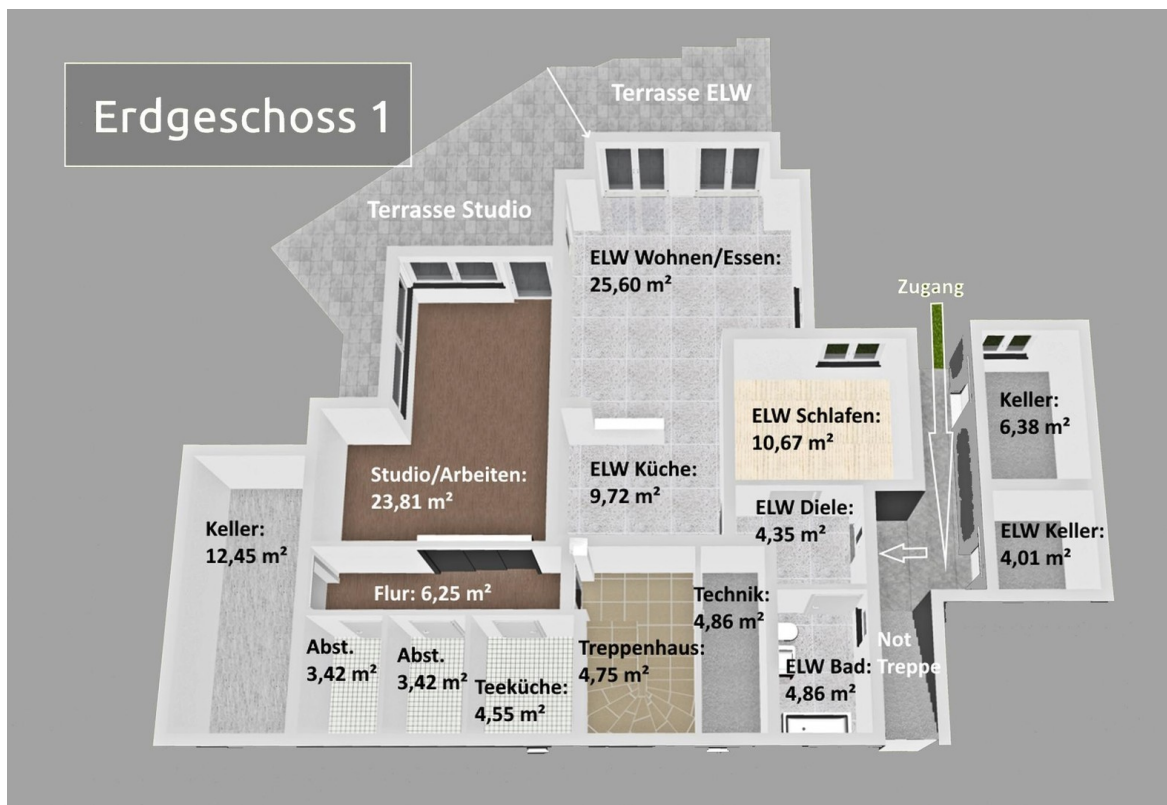 Erdgeschoss 1
Terrasse ELW
Terrasse Studio
ELW Wohnen/Essen:
25,60 m²
Zugang
ELW Schlafen:
10,67 m²
Keller:
6,38 m²
Studio/Arbeiten:
23,81 m²
ELW Küche:
9,72 m²
ELW Diele:
4,35 m²
Keller:
12,45 m²
ELW Keller:
4,01 m²
Flur: 6,25 m²
Technik:
4,86 m²
Abst.
3,42 m²
Abst.
3,42 m²
Teeküche:
4,55 m²
Treppenhaus:
4,75 m²
ELW Bad:
4,86 m²
Not
Treppe